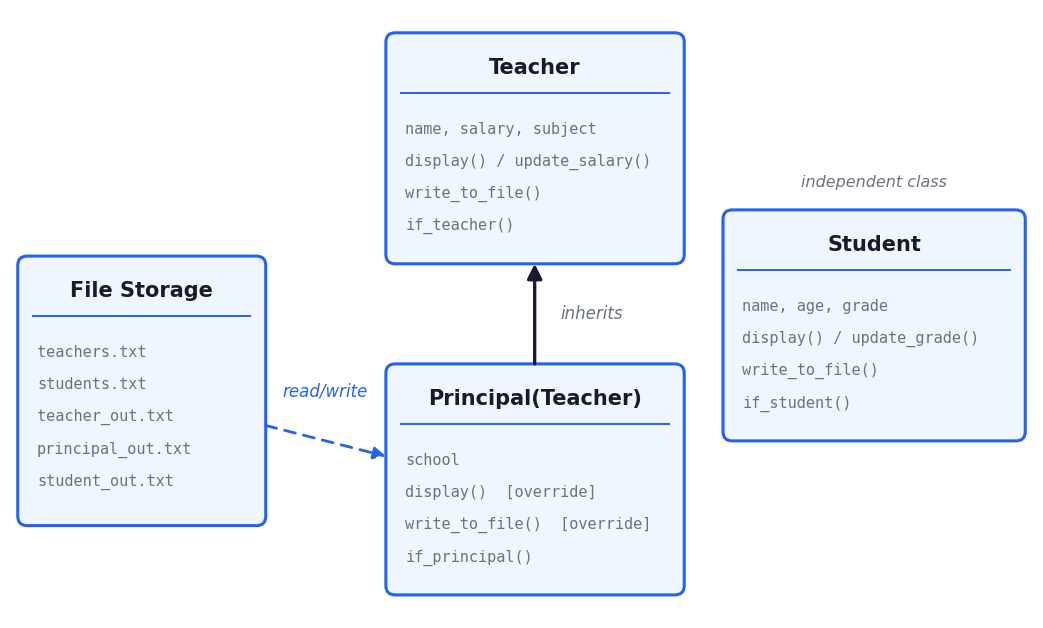 Teacher
name, salary, subject
display() / update_salary()
write_to_file()
if_teacher()
independent class
Student
name, age, grade
display() / update_grade()
write_to_file()
if_student()
File Storage
teachers.txt
students.txt
teacher_out.txt
principal_out.txt
student_out.txt
read/write
inherits
Principal(Teacher)
school
display()  [override]
write_to_file()  [override]
if_principal()